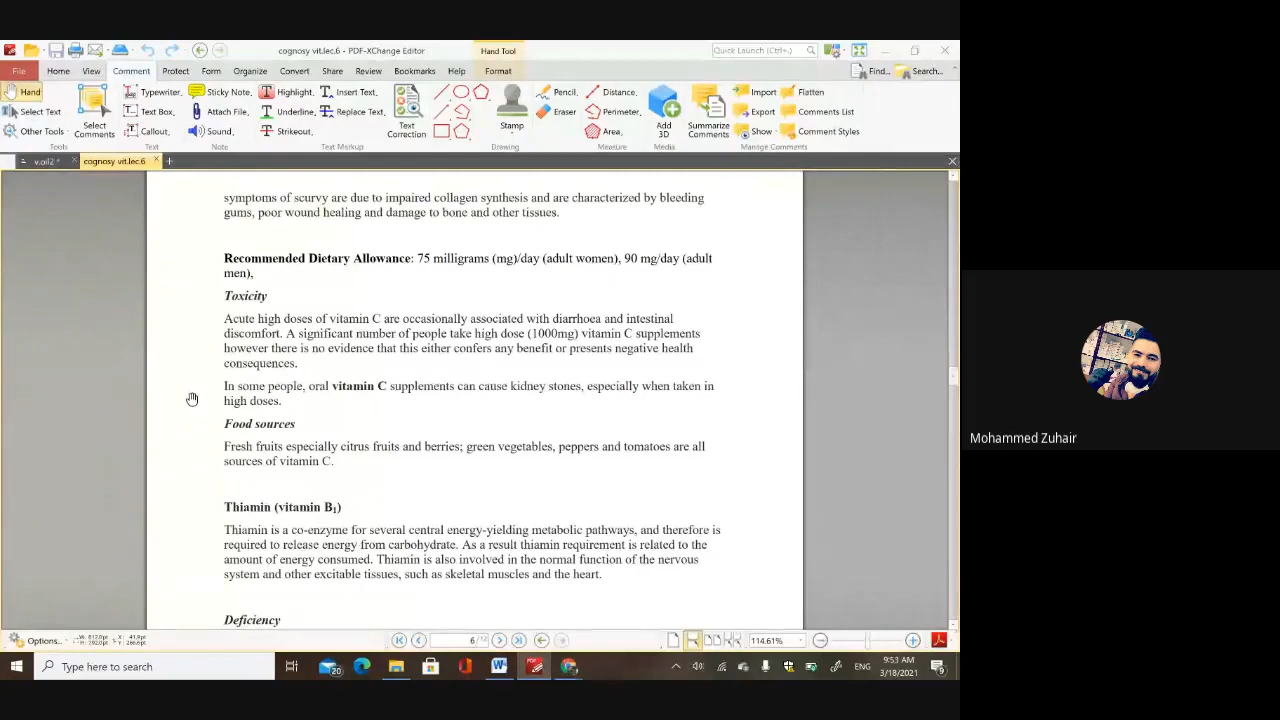 cognosy vit.lec.6 - PDF-XChange Editor
Hand Tool
Quick Launch (Ctrl+.)
File Home View Comment Protect Form Organize Convert Share Review Bookmarks Help Format Find... Search...
Hand Typewriter, Sticky Note, Highlight, Insert Text, Pencil, Distance, Import Flatten
Select Text Text Box, Attach File, Underline, Replace Text, Eraser Perimeter, Export Comments List
Other Tools Callout, Sound, Strikeout, Area, Show Comment Styles
Select Comments
Text Correction
Stamp
Add 3D
Summarize Comments
Tools Text Note Text Markup Drawing Measure Media Manage Comments
v.oil2 * cognosy vit.lec.6
symptoms of scurvy are due to impaired collagen synthesis and are characterized by bleeding
gums, poor wound healing and damage to bone and other tissues.
Recommended Dietary Allowance: 75 milligrams (mg)/day (adult women), 90 mg/day (adult
men),
Toxicity
Acute high doses of vitamin C are occasionally associated with diarrhoea and intestinal
discomfort. A significant number of people take high dose (1000mg) vitamin C supplements
however there is no evidence that this either confers any benefit or presents negative health
consequences.
In some people, oral vitamin C supplements can cause kidney stones, especially when taken in
high doses.
Food sources
Fresh fruits especially citrus fruits and berries; green vegetables, peppers and tomatoes are all
sources of vitamin C.
Thiamin (vitamin B₁)
Thiamin is a co-enzyme for several central energy-yielding metabolic pathways, and therefore is
required to release energy from carbohydrate. As a result thiamin requirement is related to the
amount of energy consumed. Thiamin is also involved in the normal function of the nervous
system and other excitable tissues, such as skeletal muscles and the heart.
Deficiency
Mohammed Zuhair
Options... 6 114.61%
Type here to search
20
ENG
9:53 AM
3/18/2021